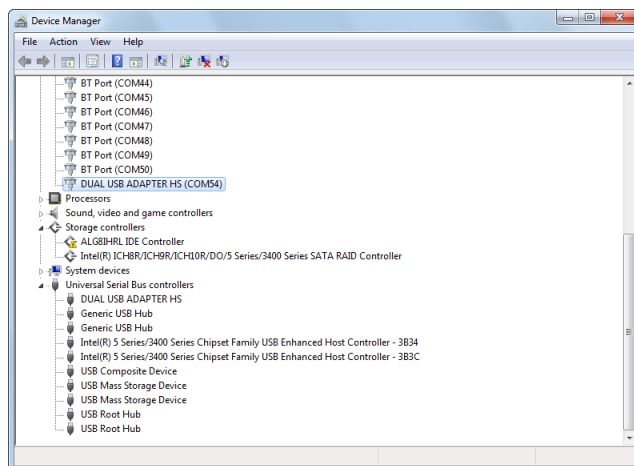 Device Manager
File Action View Help
BT Port (COM44)
BT Port (COM45)
BT Port (COM46)
BT Port (COM47)
BT Port (COM48)
BT Port (COM49)
BT Port (COM50)
DUAL USB ADAPTER HS (COM54)
Processors
Sound, video and game controllers
Storage controllers
ALG8IHRL IDE Controller
Intel(R) ICH8R/ICH9R/ICH10R/DO/5 Series/3400 Series SATA RAID Controller
System devices
Universal Serial Bus controllers
DUAL USB ADAPTER HS
Generic USB Hub
Generic USB Hub
Intel(R) 5 Series/3400 Series Chipset Family USB Enhanced Host Controller - 3B34
Intel(R) 5 Series/3400 Series Chipset Family USB Enhanced Host Controller - 3B3C
USB Composite Device
USB Mass Storage Device
USB Mass Storage Device
USB Root Hub
USB Root Hub